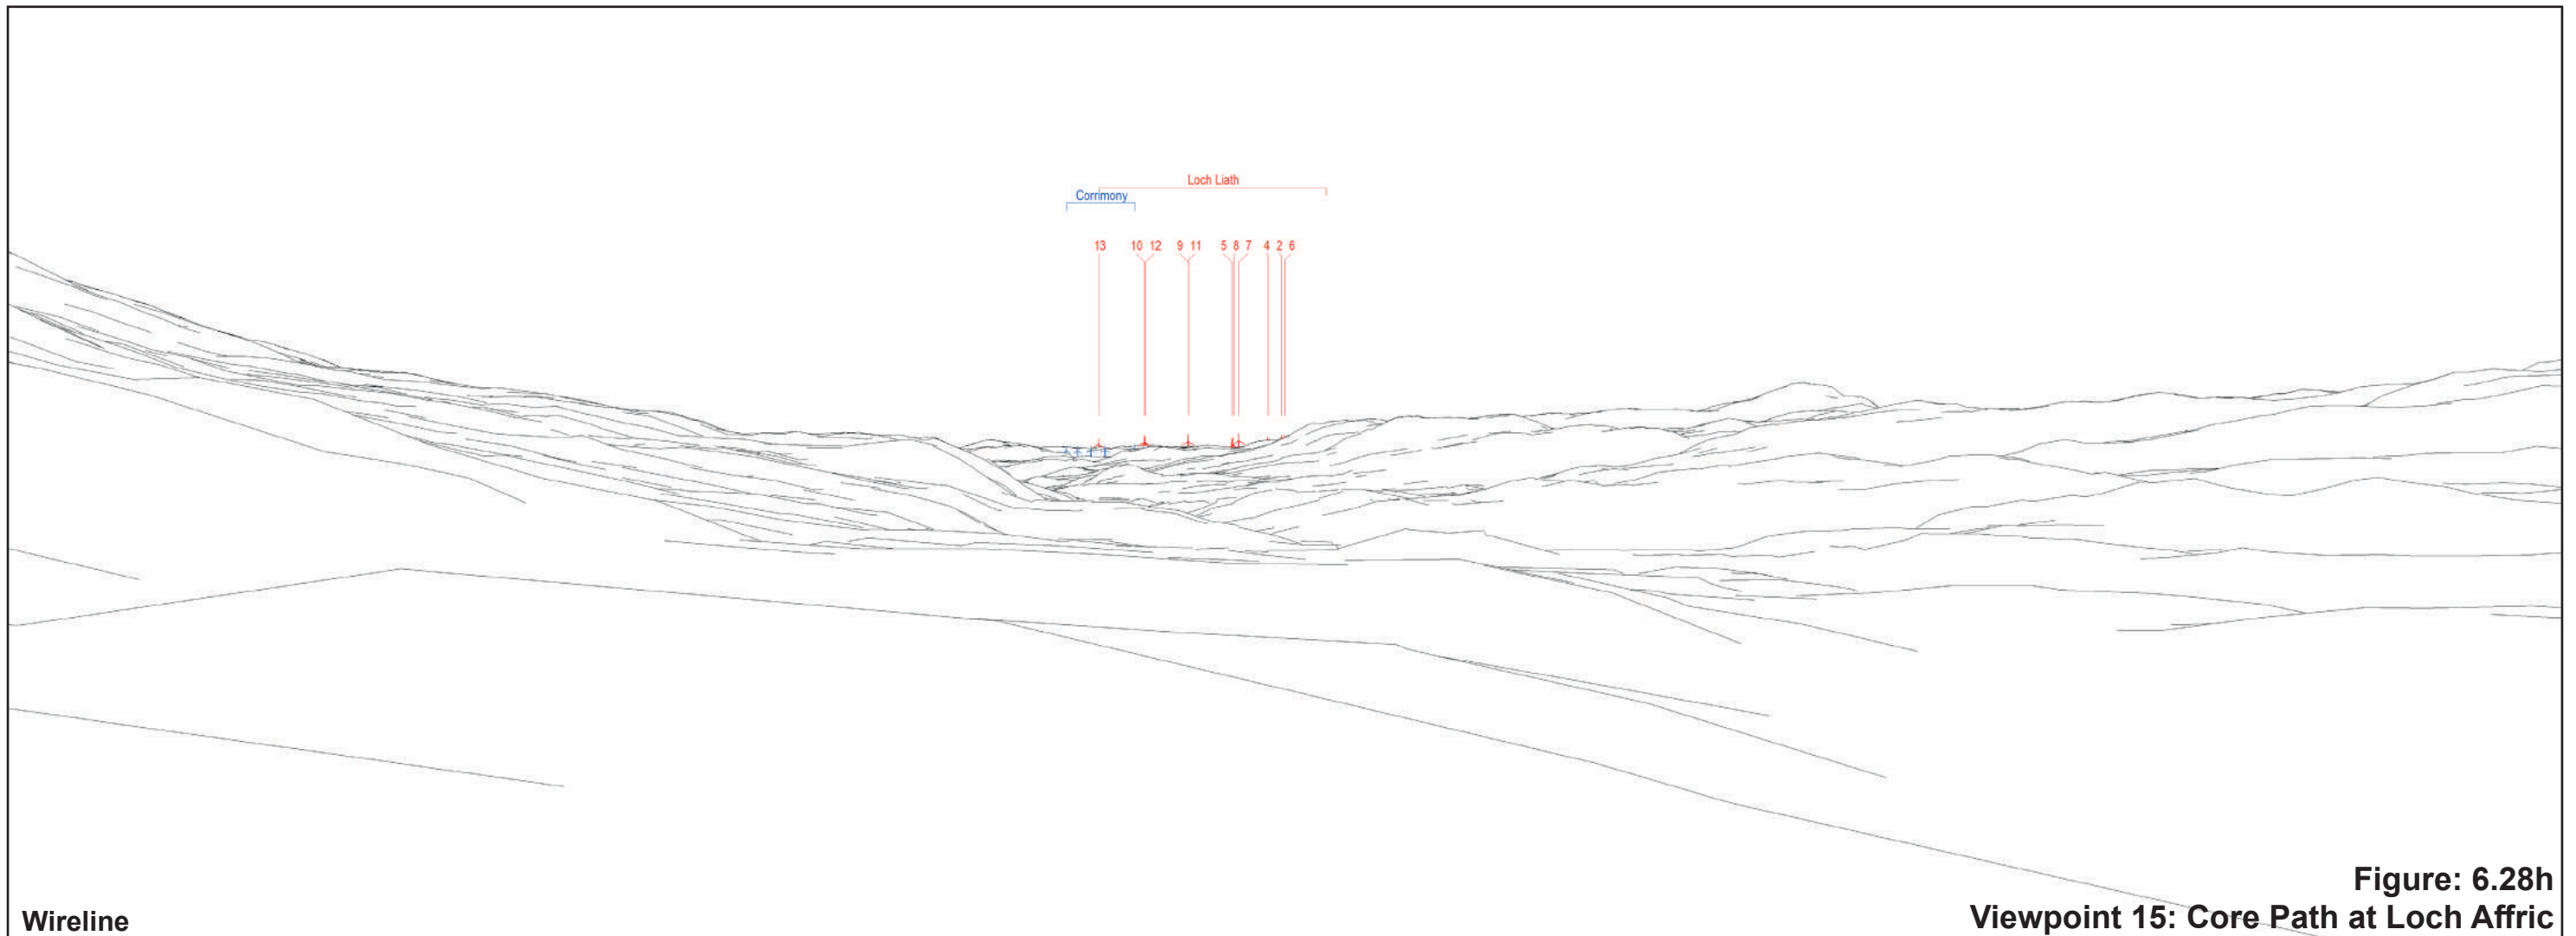 Loch Liath
Corrimony
13 10 12 9 11 5 8 7 4 2 6
Wireline
Figure: 6.28h
Viewpoint 15: Core Path at Loch Affric